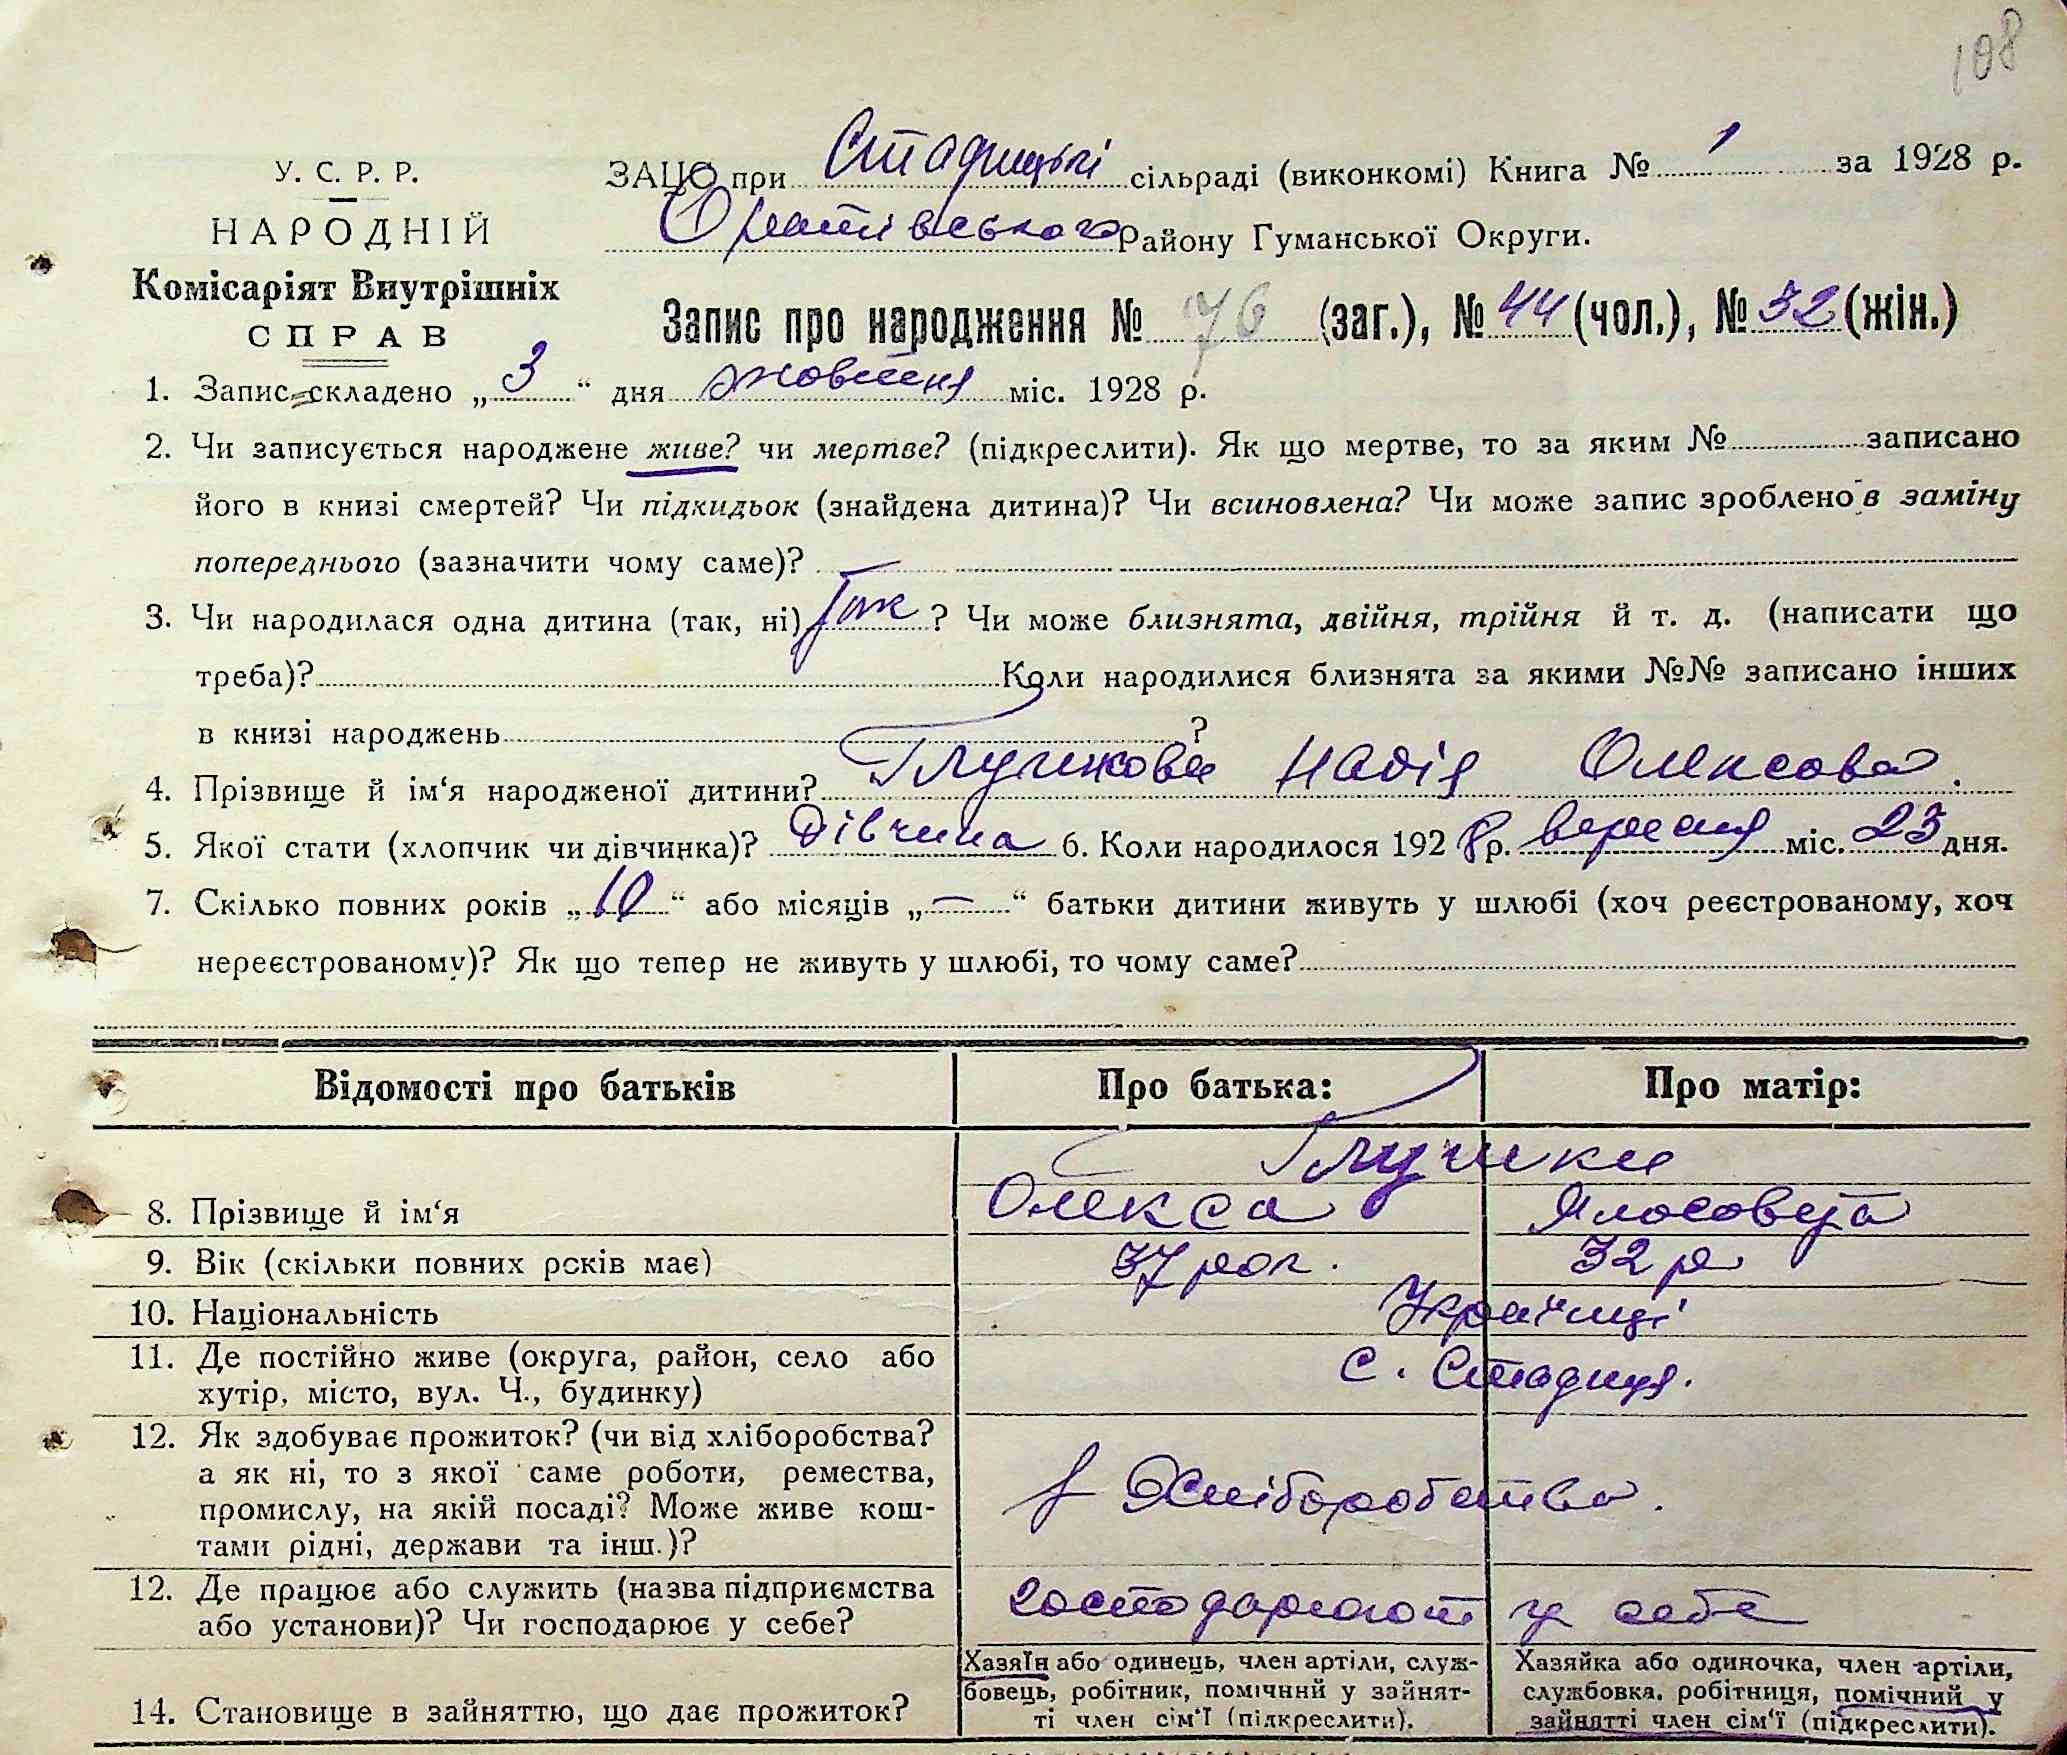 108
У. С. Р. Р.
НАРОДНІЙ
Комісаріят Внутрішніх
СПРАВ
ЗАЦС при Стадницькі сільраді (виконкомі) Книга № 1 за 1928 р.
Оратівського Району Гуманської Округи.
Запис про народження № 76 (заг.), № 44 (чол.), № 32 (жін.)
1. Запис складено „ 3 “ дня жовтня міс. 1928 р.
2. Чи записується народжене живе? чи мертве? (підкреслити). Як що мертве, то за яким № записано
його в книзі смертей? Чи підкидьок (знайдена дитина)? Чи всиновлена? Чи може запис зроблено в заміну
попереднього (зазначити чому саме)?
3. Чи народилася одна дитина (так, ні) Так ? Чи може близнята, двійня, трійня й т. д. (написати що
треба)? Коли народилися близнята за якими №№ записано інших
в книзі народжень ?
4. Прізвище й ім‘я народженої дитини? Надія Олексова.
5. Якої стати (хлопчик чи дівчинка)? Дівчина 6. Коли народилося 1928 р. вересня міс. 23 дня.
7. Скілько повних років „ 10 “ або місяців „ — “ батьки дитини живуть у шлюбі (хоч реєстрованому, хоч
нереєстрованому)? Як що тепер не живуть у шлюбі, то чому саме?
Відомості про батьків Про батька: Про матір:
8. Прізвище й ім‘я Олекса
9. Вік (скільки повних років має) 37 рок. 32 р
10. Національність Українці
11. Де постійно живе (округа, район, село або
хутір, місто, вул. Ч., будинку) с. Стадниця.
12. Як здобуває прожиток? (чи від хліборобства?
а як ні, то з якої саме роботи, ремества,
промислу, на якій посаді? Може живе кош-
тами рідні, держави та інш.)? Хліборобства.
12. Де працює або служить (назва підприємства
або установи)? Чи господарює у себе? господарюют у себе
14. Становище в зайняттю, що дає прожиток?
Хазяїн або одинець, член артіли, служ-
бовець, робітник, помічний у зайнят-
ті член сім‘ї (підкреслити).
Хазяйка або одиночка, член артіли,
службовка, робітниця, помічний у
зайнятті член сім‘ї (підкреслити).